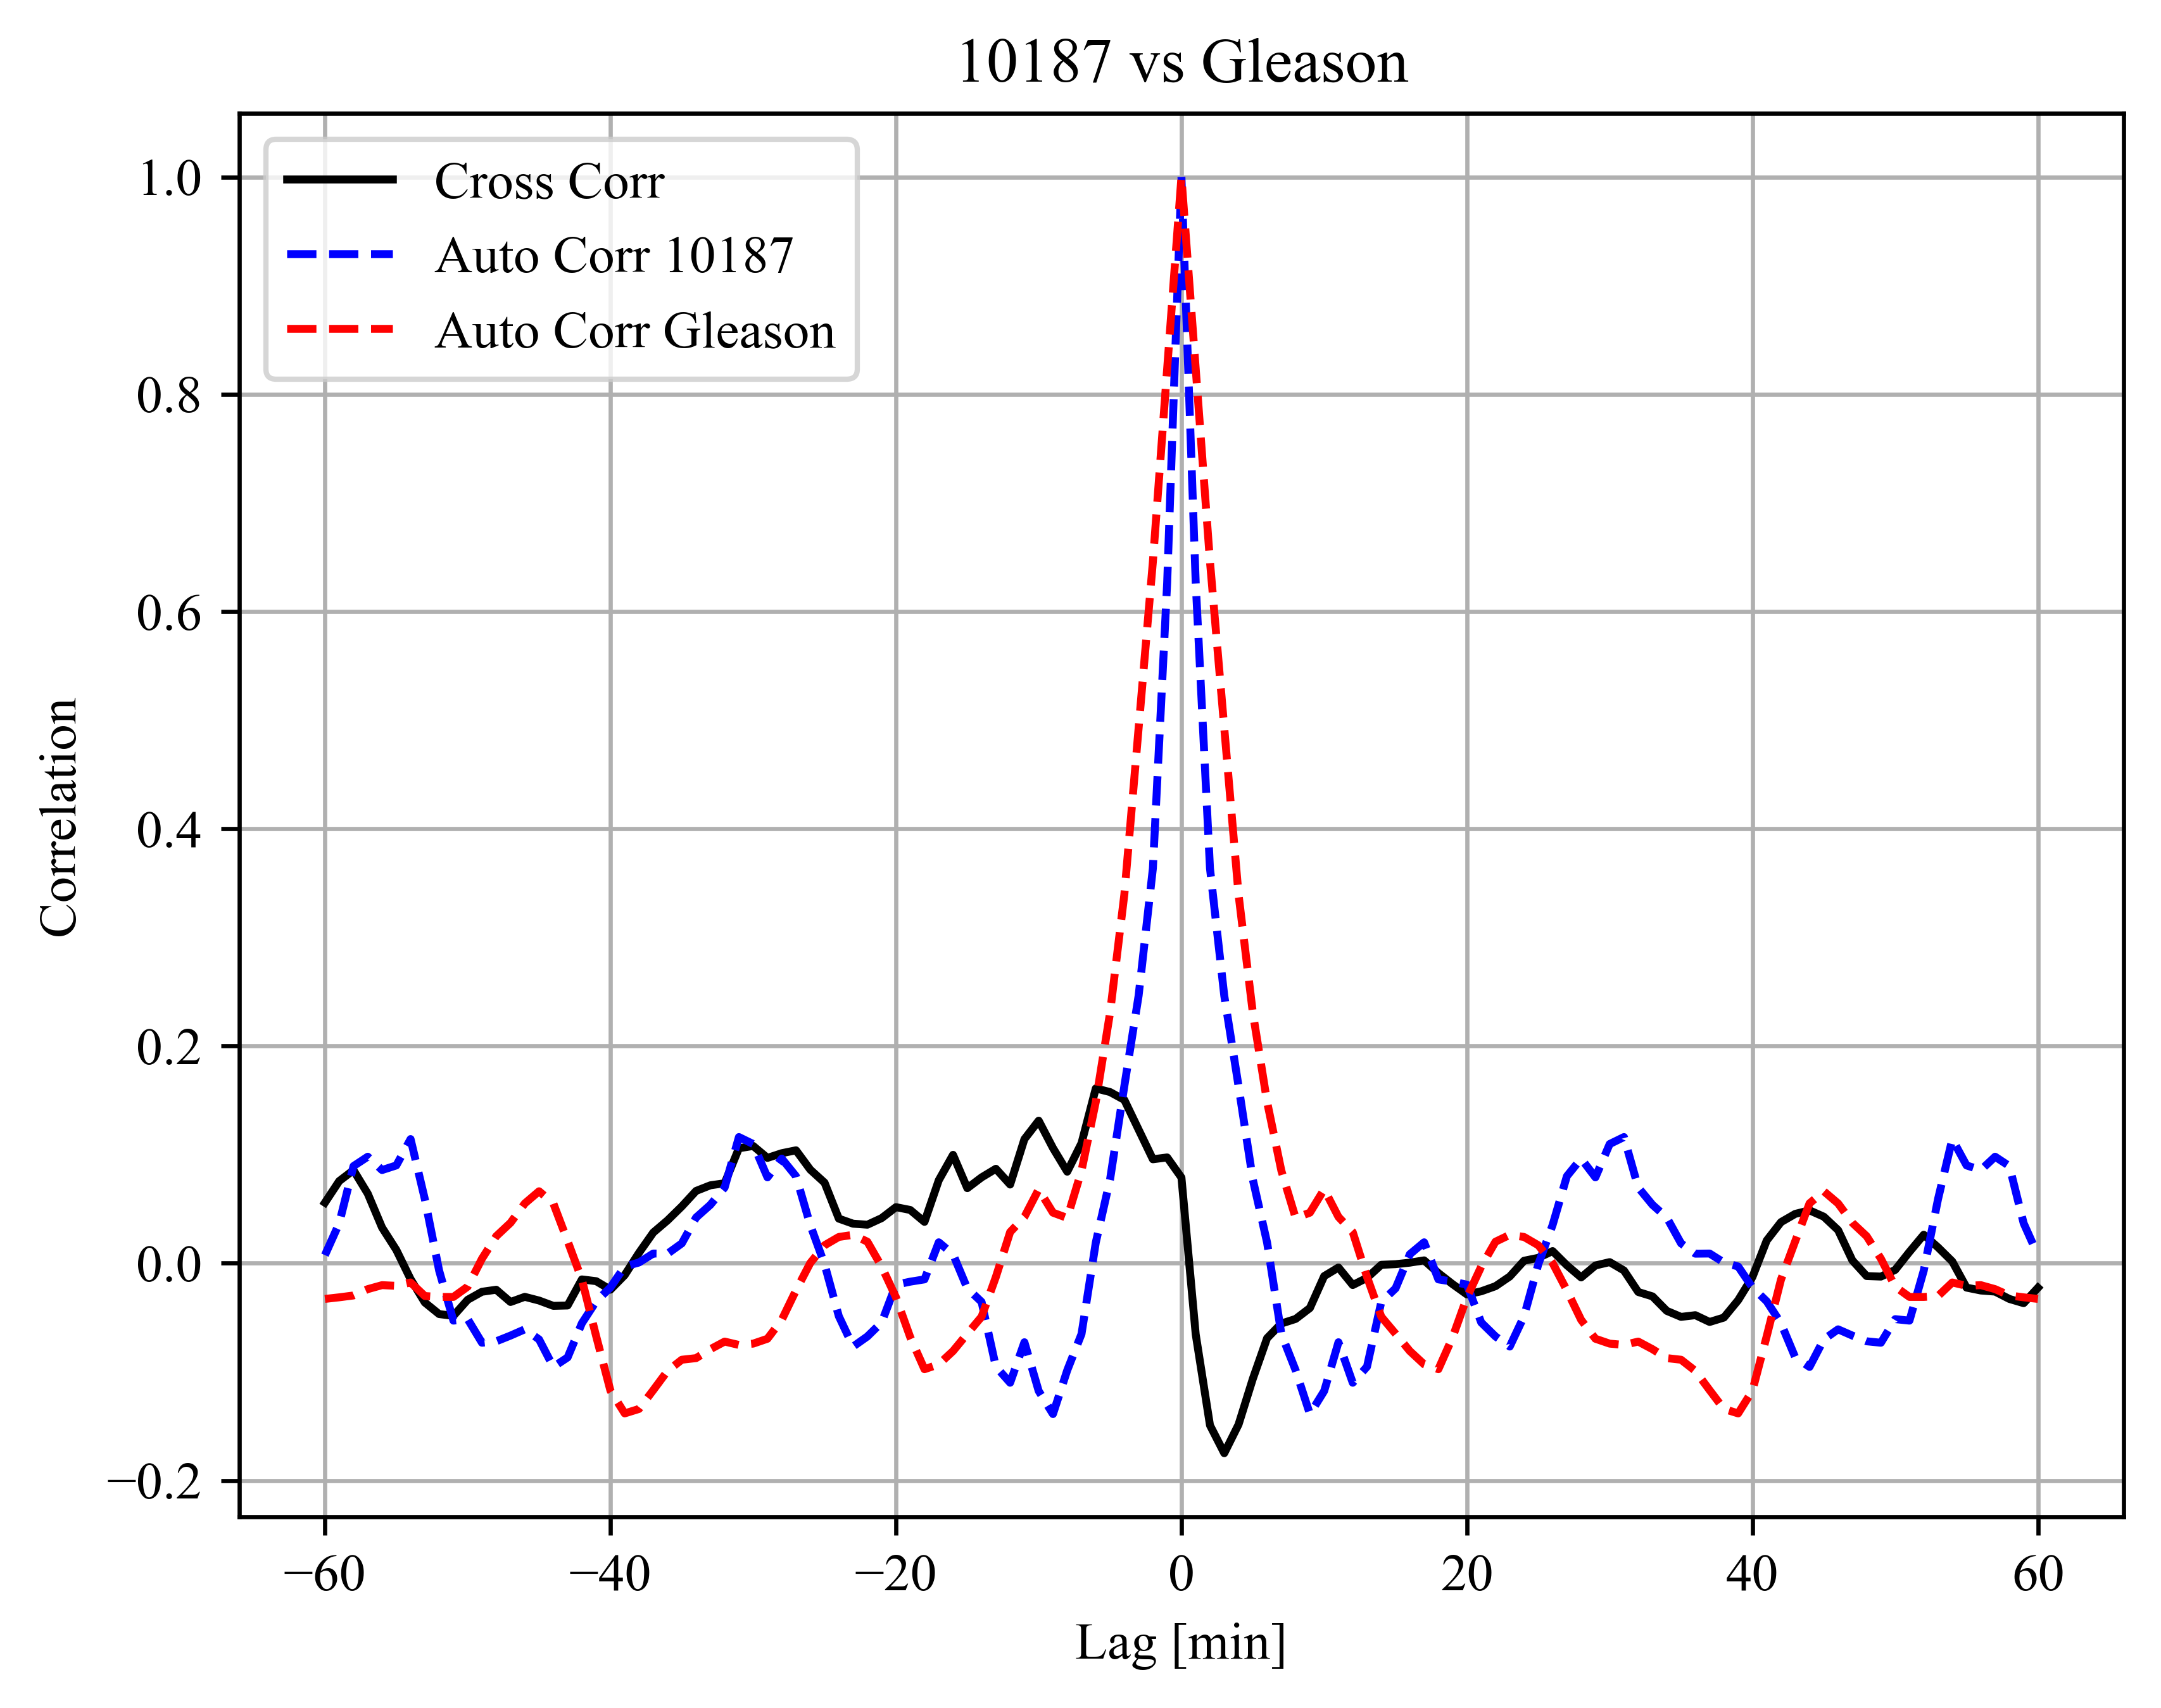 10187 vs Gleason
Cross Corr
Auto Corr 10187
Auto Corr Gleason
1.0
0.8
0.6
0.4
0.2
0.0
−0.2
Correlation
−60 −40 −20 0 20 40 60
Lag [min]